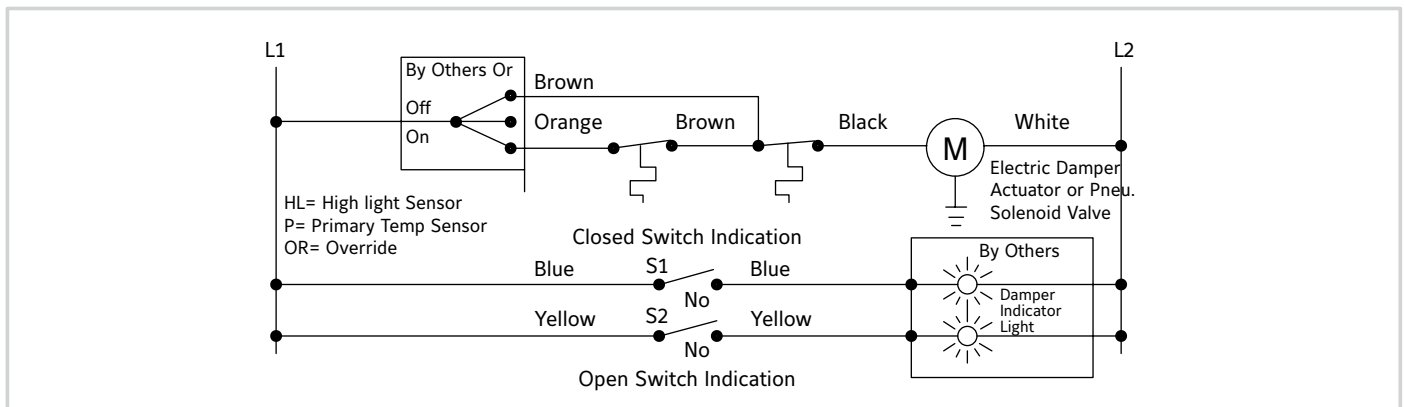 L1
L2
By Others Or
Off
On
Brown
Orange
Brown
Black
White
M
Electric Damper
Actuator or Pneu.
Solenoid Valve
HL= High light Sensor
P= Primary Temp Sensor
OR= Override
Closed Switch Indication
By Others
Blue
S1
Blue
No
Damper
Indicator
Light
Yellow
S2
Yellow
No
Open Switch Indication